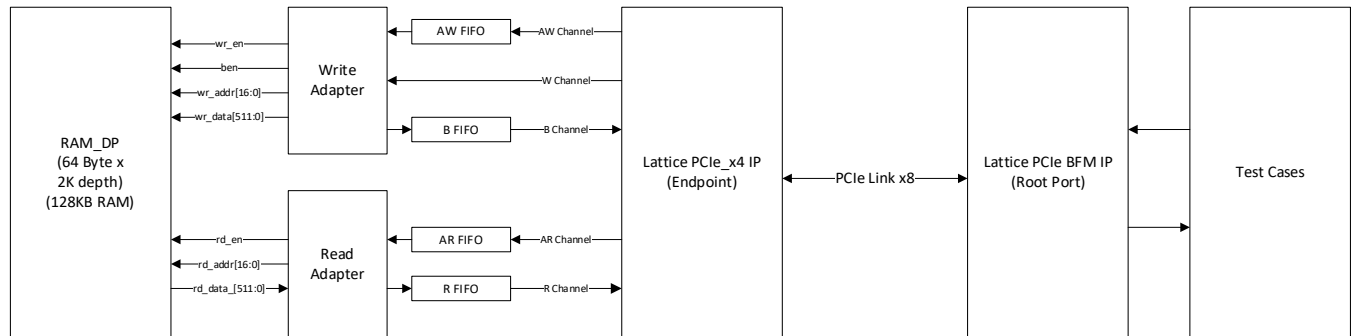 RAM_DP
(64 Byte x
2K depth)
(128KB RAM)
wr_en
ben
wr_addr[16:0]
wr_data[511:0]
rd_en
rd_addr[16:0]
rd_data_[511:0]
Write
Adapter
Read
Adapter
AW FIFO
B FIFO
AR FIFO
R FIFO
AW Channel
W Channel
B Channel
AR Channel
R Channel
Lattice PCIe_x4 IP
(Endpoint)
PCIe Link x8
Lattice PCIe BFM IP
(Root Port)
Test Cases